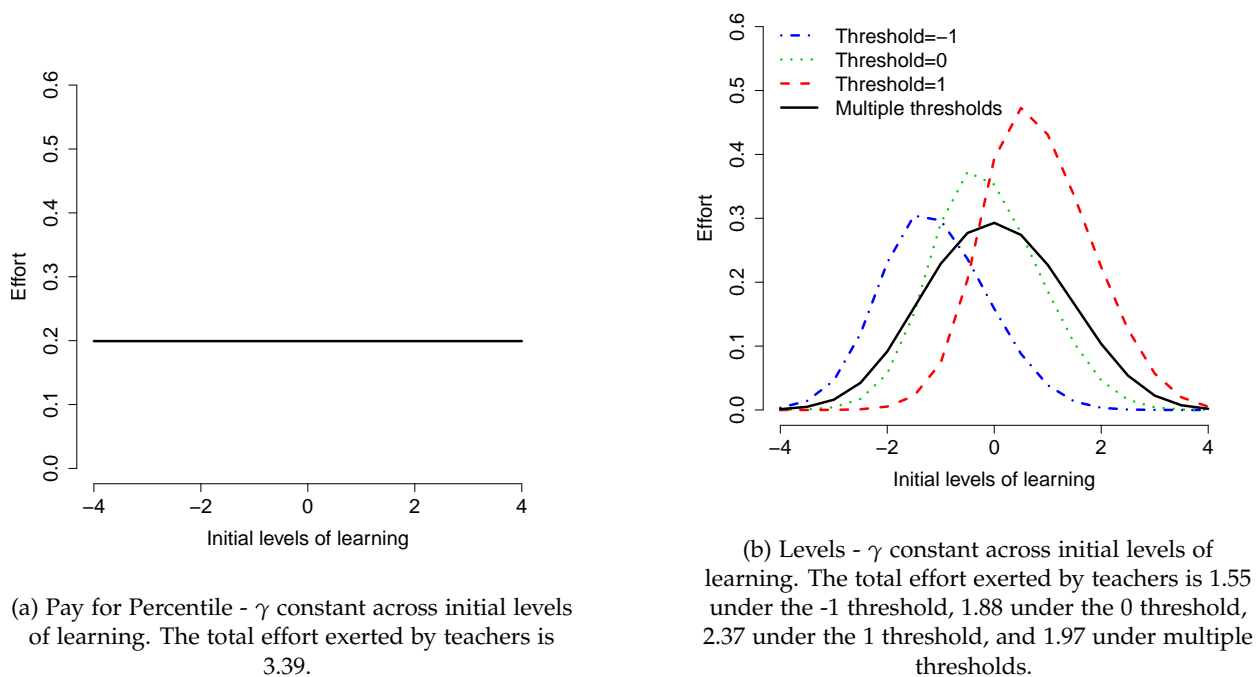 0.0 0.1 0.2 0.3 0.4 0.5 0.6
Effort
−4 −2 0 2 4
Initial levels of learning
(a) Pay for Percentile - γ constant across initial levels
of learning. The total effort exerted by teachers is
3.39.
Threshold=−1
Threshold=0
Threshold=1
Multiple thresholds
0.0 0.1 0.2 0.3 0.4 0.5 0.6
Effort
−4 −2 0 2 4
Initial levels of learning
(b) Levels - γ constant across initial levels of
learning. The total effort exerted by teachers is 1.55
under the -1 threshold, 1.88 under the 0 threshold,
2.37 under the 1 threshold, and 1.97 under multiple
thresholds.